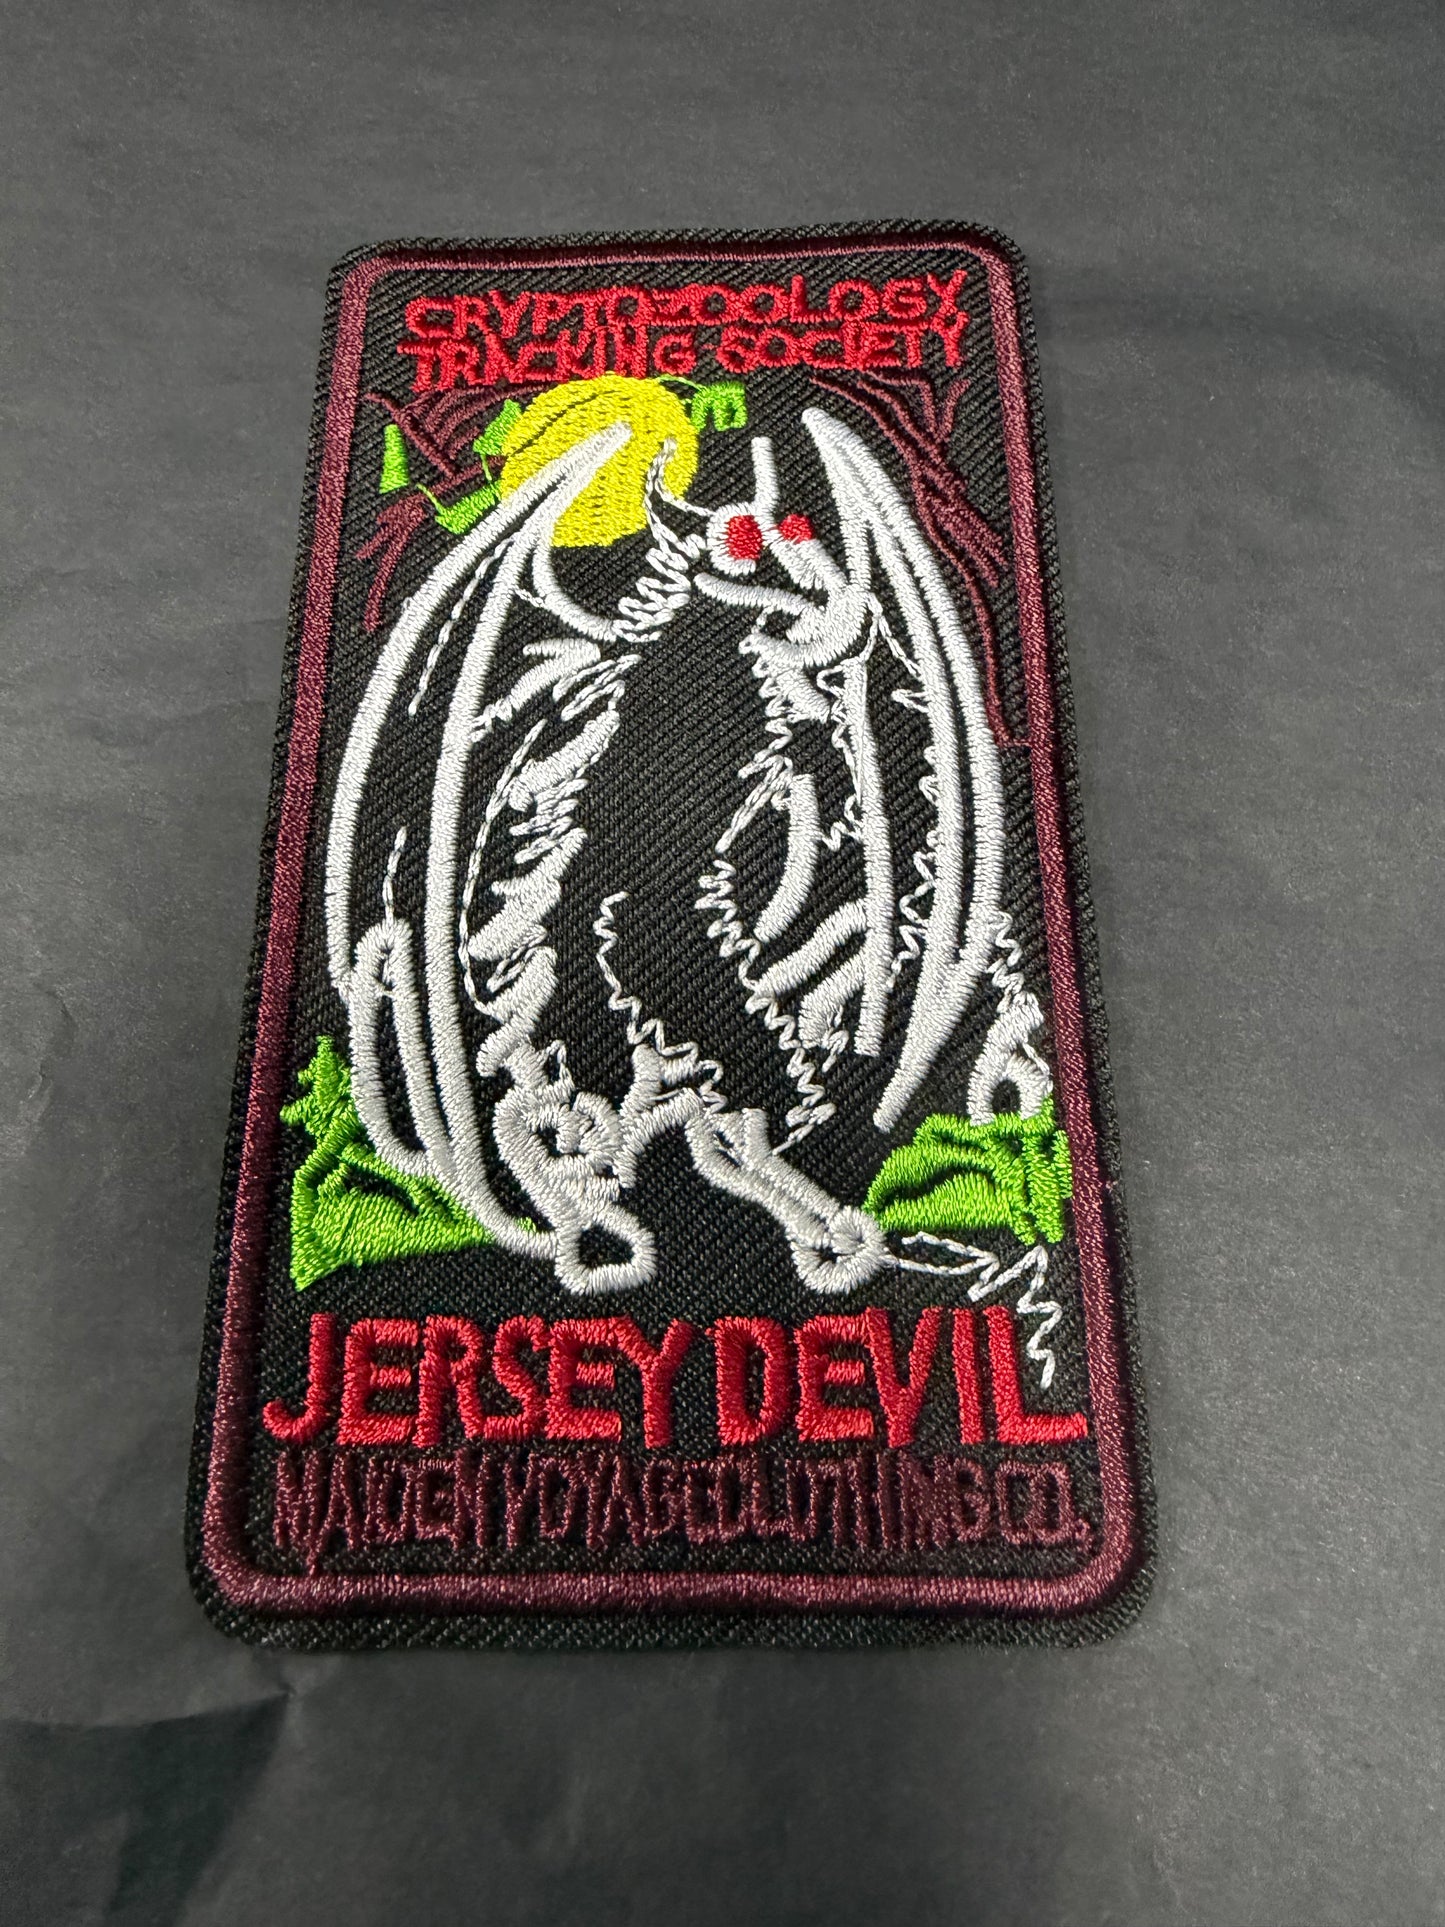 CRYPTOZOOLOGY
TRACKING SOCIETY
JERSEY DEVIL
MAIDEN VOYAGE CLOTHING CO.